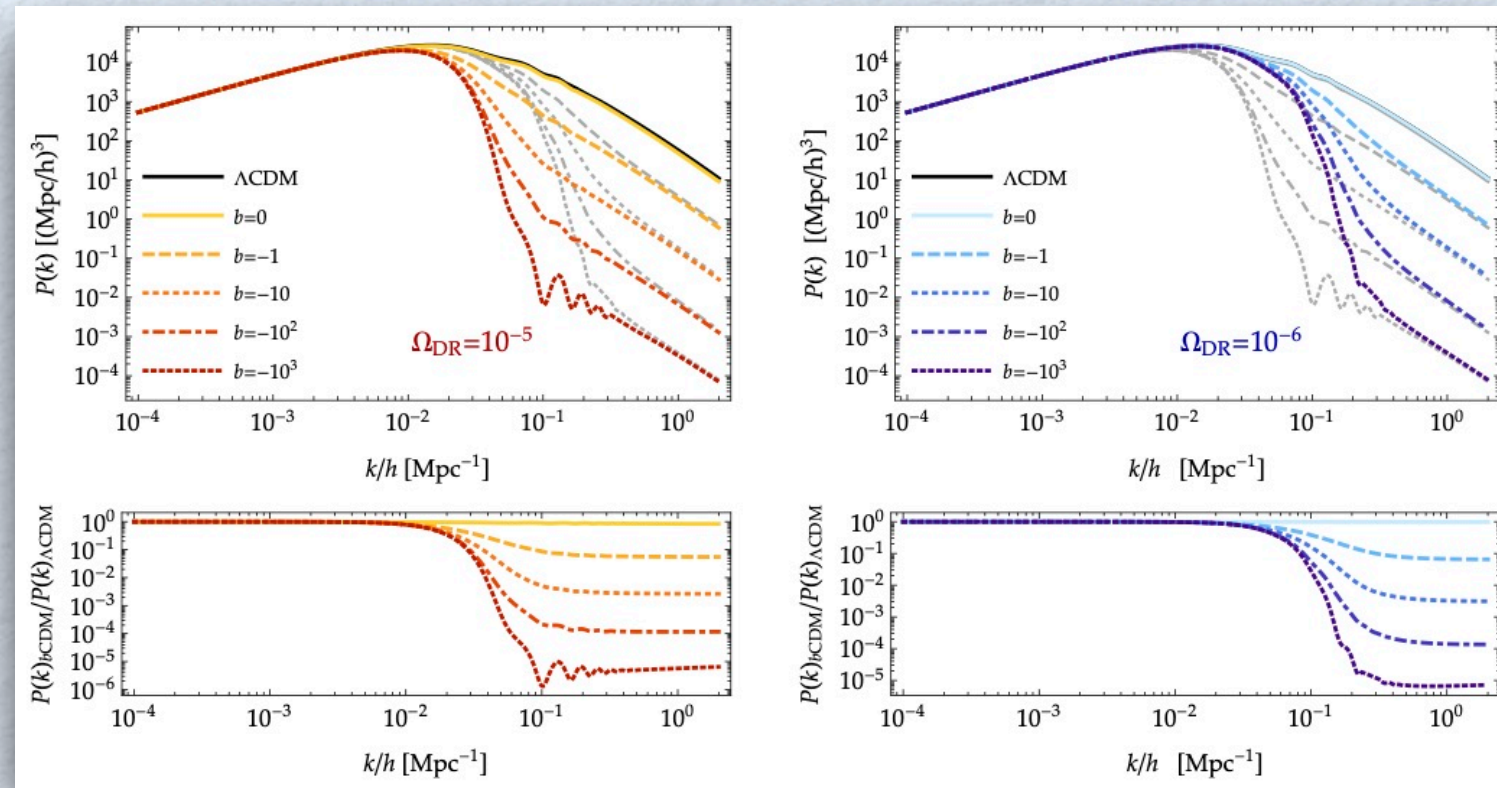 P(k) [(Mpc/h)³]
10⁴
10³
10²
10¹
10⁰
10⁻¹
10⁻²
10⁻³
10⁻⁴
ΛCDM
b=0
b=−1
b=−10
b=−10²
b=−10³
Ω_DR=10⁻⁵
10⁻⁴ 10⁻³ 10⁻² 10⁻¹ 10⁰
k/h [Mpc⁻¹]
P(k) [(Mpc/h)³]
10⁴
10³
10²
10¹
10⁰
10⁻¹
10⁻²
10⁻³
10⁻⁴
ΛCDM
b=0
b=−1
b=−10
b=−10²
b=−10³
Ω_DR=10⁻⁶
10⁻⁴ 10⁻³ 10⁻² 10⁻¹ 10⁰
k/h [Mpc⁻¹]
P(k)_bCDM/P(k)_ΛCDM
10⁰
10⁻¹
10⁻²
10⁻³
10⁻⁴
10⁻⁵
10⁻⁶
10⁻⁴ 10⁻³ 10⁻² 10⁻¹ 10⁰
k/h [Mpc⁻¹]
P(k)_bCDM/P(k)_ΛCDM
10⁰
10⁻¹
10⁻²
10⁻³
10⁻⁴
10⁻⁵
10⁻⁴ 10⁻³ 10⁻² 10⁻¹ 10⁰
k/h [Mpc⁻¹]